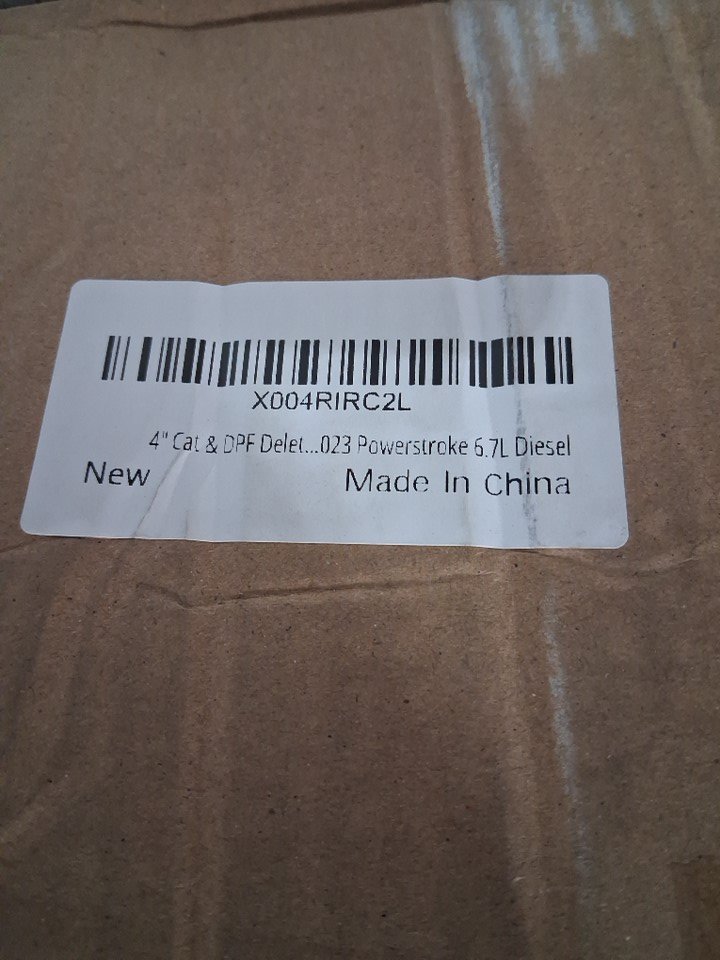 X004RIRC2L
4" Cat & DPF Delet...023 Powerstroke 6.7L Diesel
New
Made In China